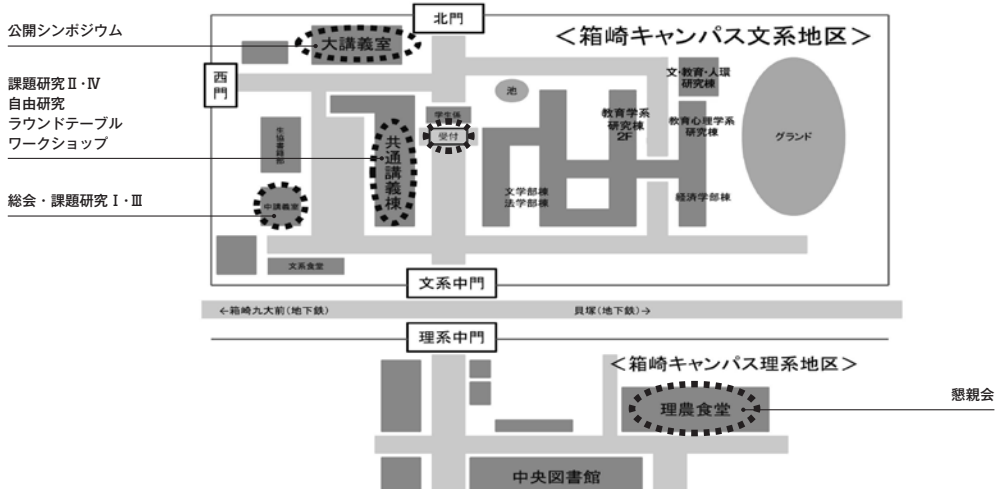 公開シンポジウム
課題研究Ⅱ・Ⅳ
自由研究
ラウンドテーブル
ワークショップ
総会・課題研究Ⅰ・Ⅲ
北門
＜箱崎キャンパス文系地区＞
大講義室
西門
文・教育・人環
研究棟
池
学生係
受付
教育学系
研究棟
2F
教育心理学系
研究棟
グランド
生協書籍部
共通講義棟
中講義室
文学部棟
法学部棟
経済学部棟
文系食堂
文系中門
←箱崎九大前(地下鉄)
貝塚(地下鉄)→
理系中門
＜箱崎キャンパス理系地区＞
理農食堂
懇親会
中央図書館